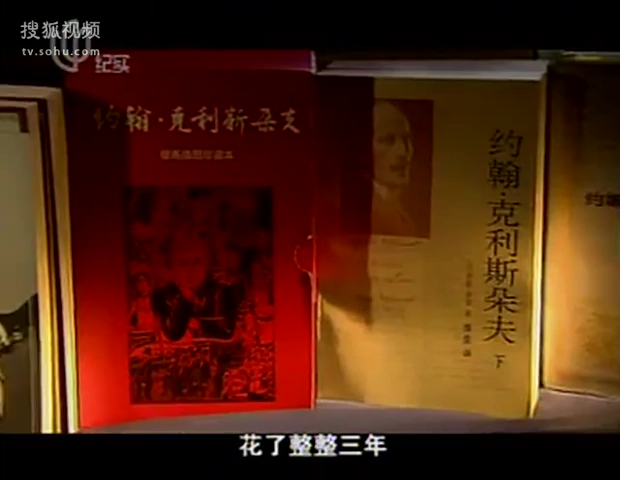 搜狐视频
tv.sohu.com
纪实
约翰·克利斯朵夫
约翰·克利斯朵夫
下
约翰
花了整整三年